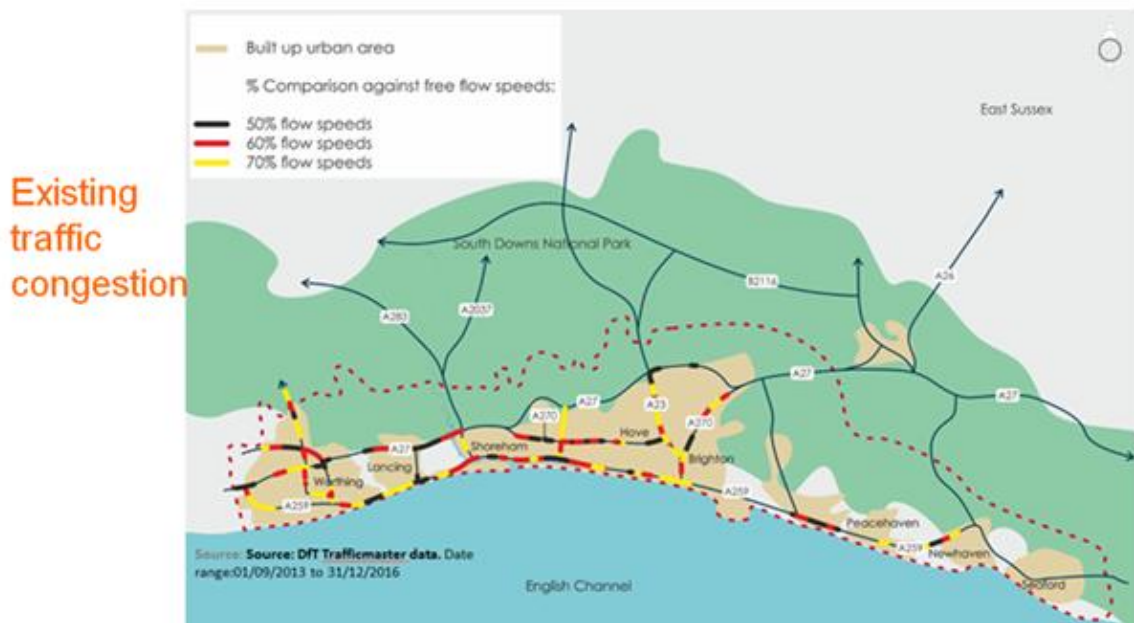 Existing
traffic
congestion
Built up urban area
% Comparison against free flow speeds:
50% flow speeds
60% flow speeds
70% flow speeds
East Sussex
South Downs National Park
A26
B2116
A283
A2037
A27
A27
A27
A23
A270
Hove
A270
Shoreham
A27
Lancing
Brighton
Worthing
A259
A259
Peacehaven
A259
Newhaven
Seaford
Source: Source: DfT Trafficmaster data. Date
range:01/09/2013 to 31/12/2016
English Channel